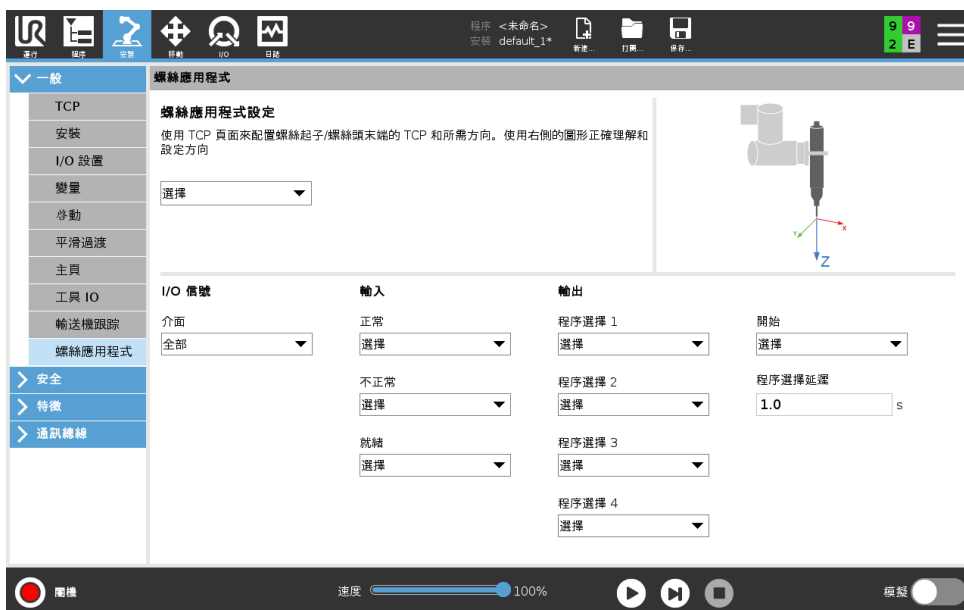 程序 <未命名>
安裝 default_1*
運行
程序
安裝
移動
I/O
日誌
新建...
打開...
保存...
9 9
2 E
一般
TCP
安裝
I/O 設置
變量
啓動
平滑過渡
主頁
工具 IO
輸送機跟踪
螺絲應用程式
安全
特徵
通訊總線
螺絲應用程式
螺絲應用程式設定
使用 TCP 頁面來配置螺絲起子/螺絲頭末端的 TCP 和所需方向。使用右側的圖形正確理解和
設定方向
選擇
Y
X
Z
I/O 信號
輸入
輸出
介面
正常
程序選擇 1
開始
全部
選擇
選擇
選擇
不正常
程序選擇 2
程序選擇延遲
選擇
選擇
1.0
s
就緒
程序選擇 3
選擇
選擇
程序選擇 4
選擇
關機
速度
100%
模擬